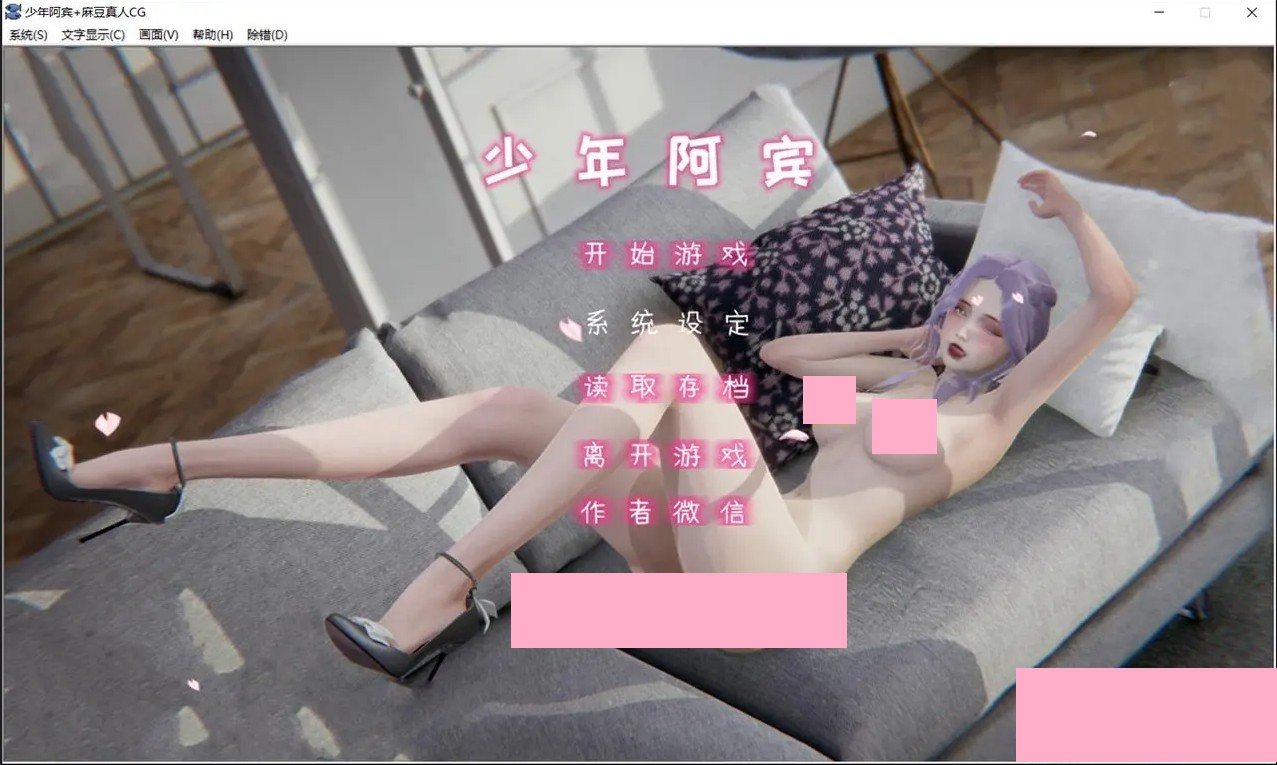 少年阿宾+麻豆真人CG
系统(S) 文字显示(C) 画面(V) 帮助(H) 除错(D)
少年阿宾
开始游戏
系统设定
读取存档
离开游戏
作者微信